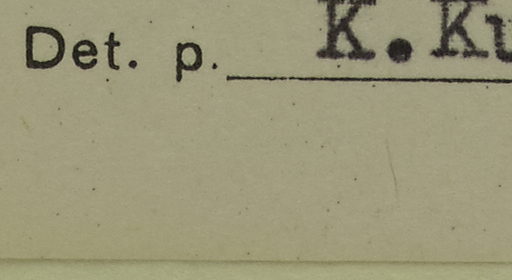 Det. p. K. Ku